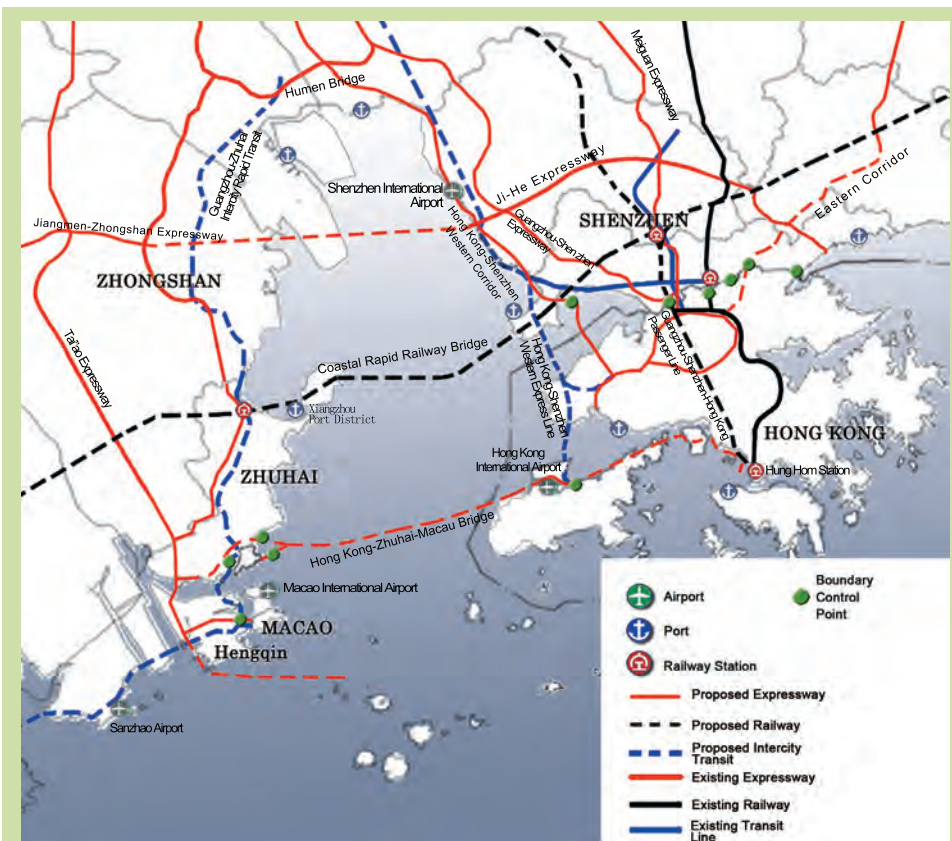 Humen Bridge
Meiguan Expressway
Guangzhou-Zhuhai
Intercity Rapid Transit
Shenzhen International
Airport
Ji-He Expressway
Eastern Corridor
Jiangmen-Zhongshan Expressway
Hong Kong-Shenzhen
Western Corridor
Guangzhou-Shenzhen
Expressway
SHENZHEN
ZHONGSHAN
Tai'ao Expressway
Coastal Rapid Railway Bridge
Hong Kong-Shenzhen
Western Express Line
Guangzhou-Shenzhen-Hong Kong
Passenger Line
Xiangzhou
Port District
HONG KONG
Hong Kong
International Airport
Hung Hom Station
ZHUHAI
Hong Kong-Zhuhai-Macau Bridge
Macao International Airport
MACAO
Hengqin
Sanzhao Airport
Airport
Port
Railway Station
Boundary
Control
Point
Proposed Expressway
Proposed Railway
Proposed Intercity
Transit
Existing Expressway
Existing Railway
Existing Transit
Line